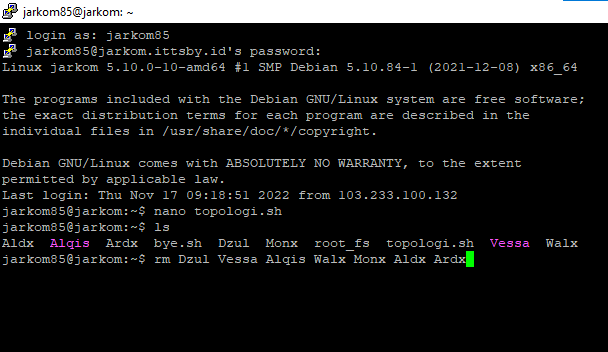 jarkom85@jarkom: ~
login as: jarkom85
jarkom85@jarkom.ittsby.id's password:
Linux jarkom 5.10.0-10-amd64 #1 SMP Debian 5.10.84-1 (2021-12-08) x86_64
The programs included with the Debian GNU/Linux system are free software;
the exact distribution terms for each program are described in the
individual files in /usr/share/doc/*/copyright.
Debian GNU/Linux comes with ABSOLUTELY NO WARRANTY, to the extent
permitted by applicable law.
Last login: Thu Nov 17 09:18:51 2022 from 103.233.100.132
jarkom85@jarkom:~$ nano topologi.sh
jarkom85@jarkom:~$ ls
Aldx  Alqis  Ardx  bye.sh  Dzul  Monx  root_fs  topologi.sh  Vessa  Walx
jarkom85@jarkom:~$ rm Dzul Vessa Alqis Walx Monx Aldx Ardx